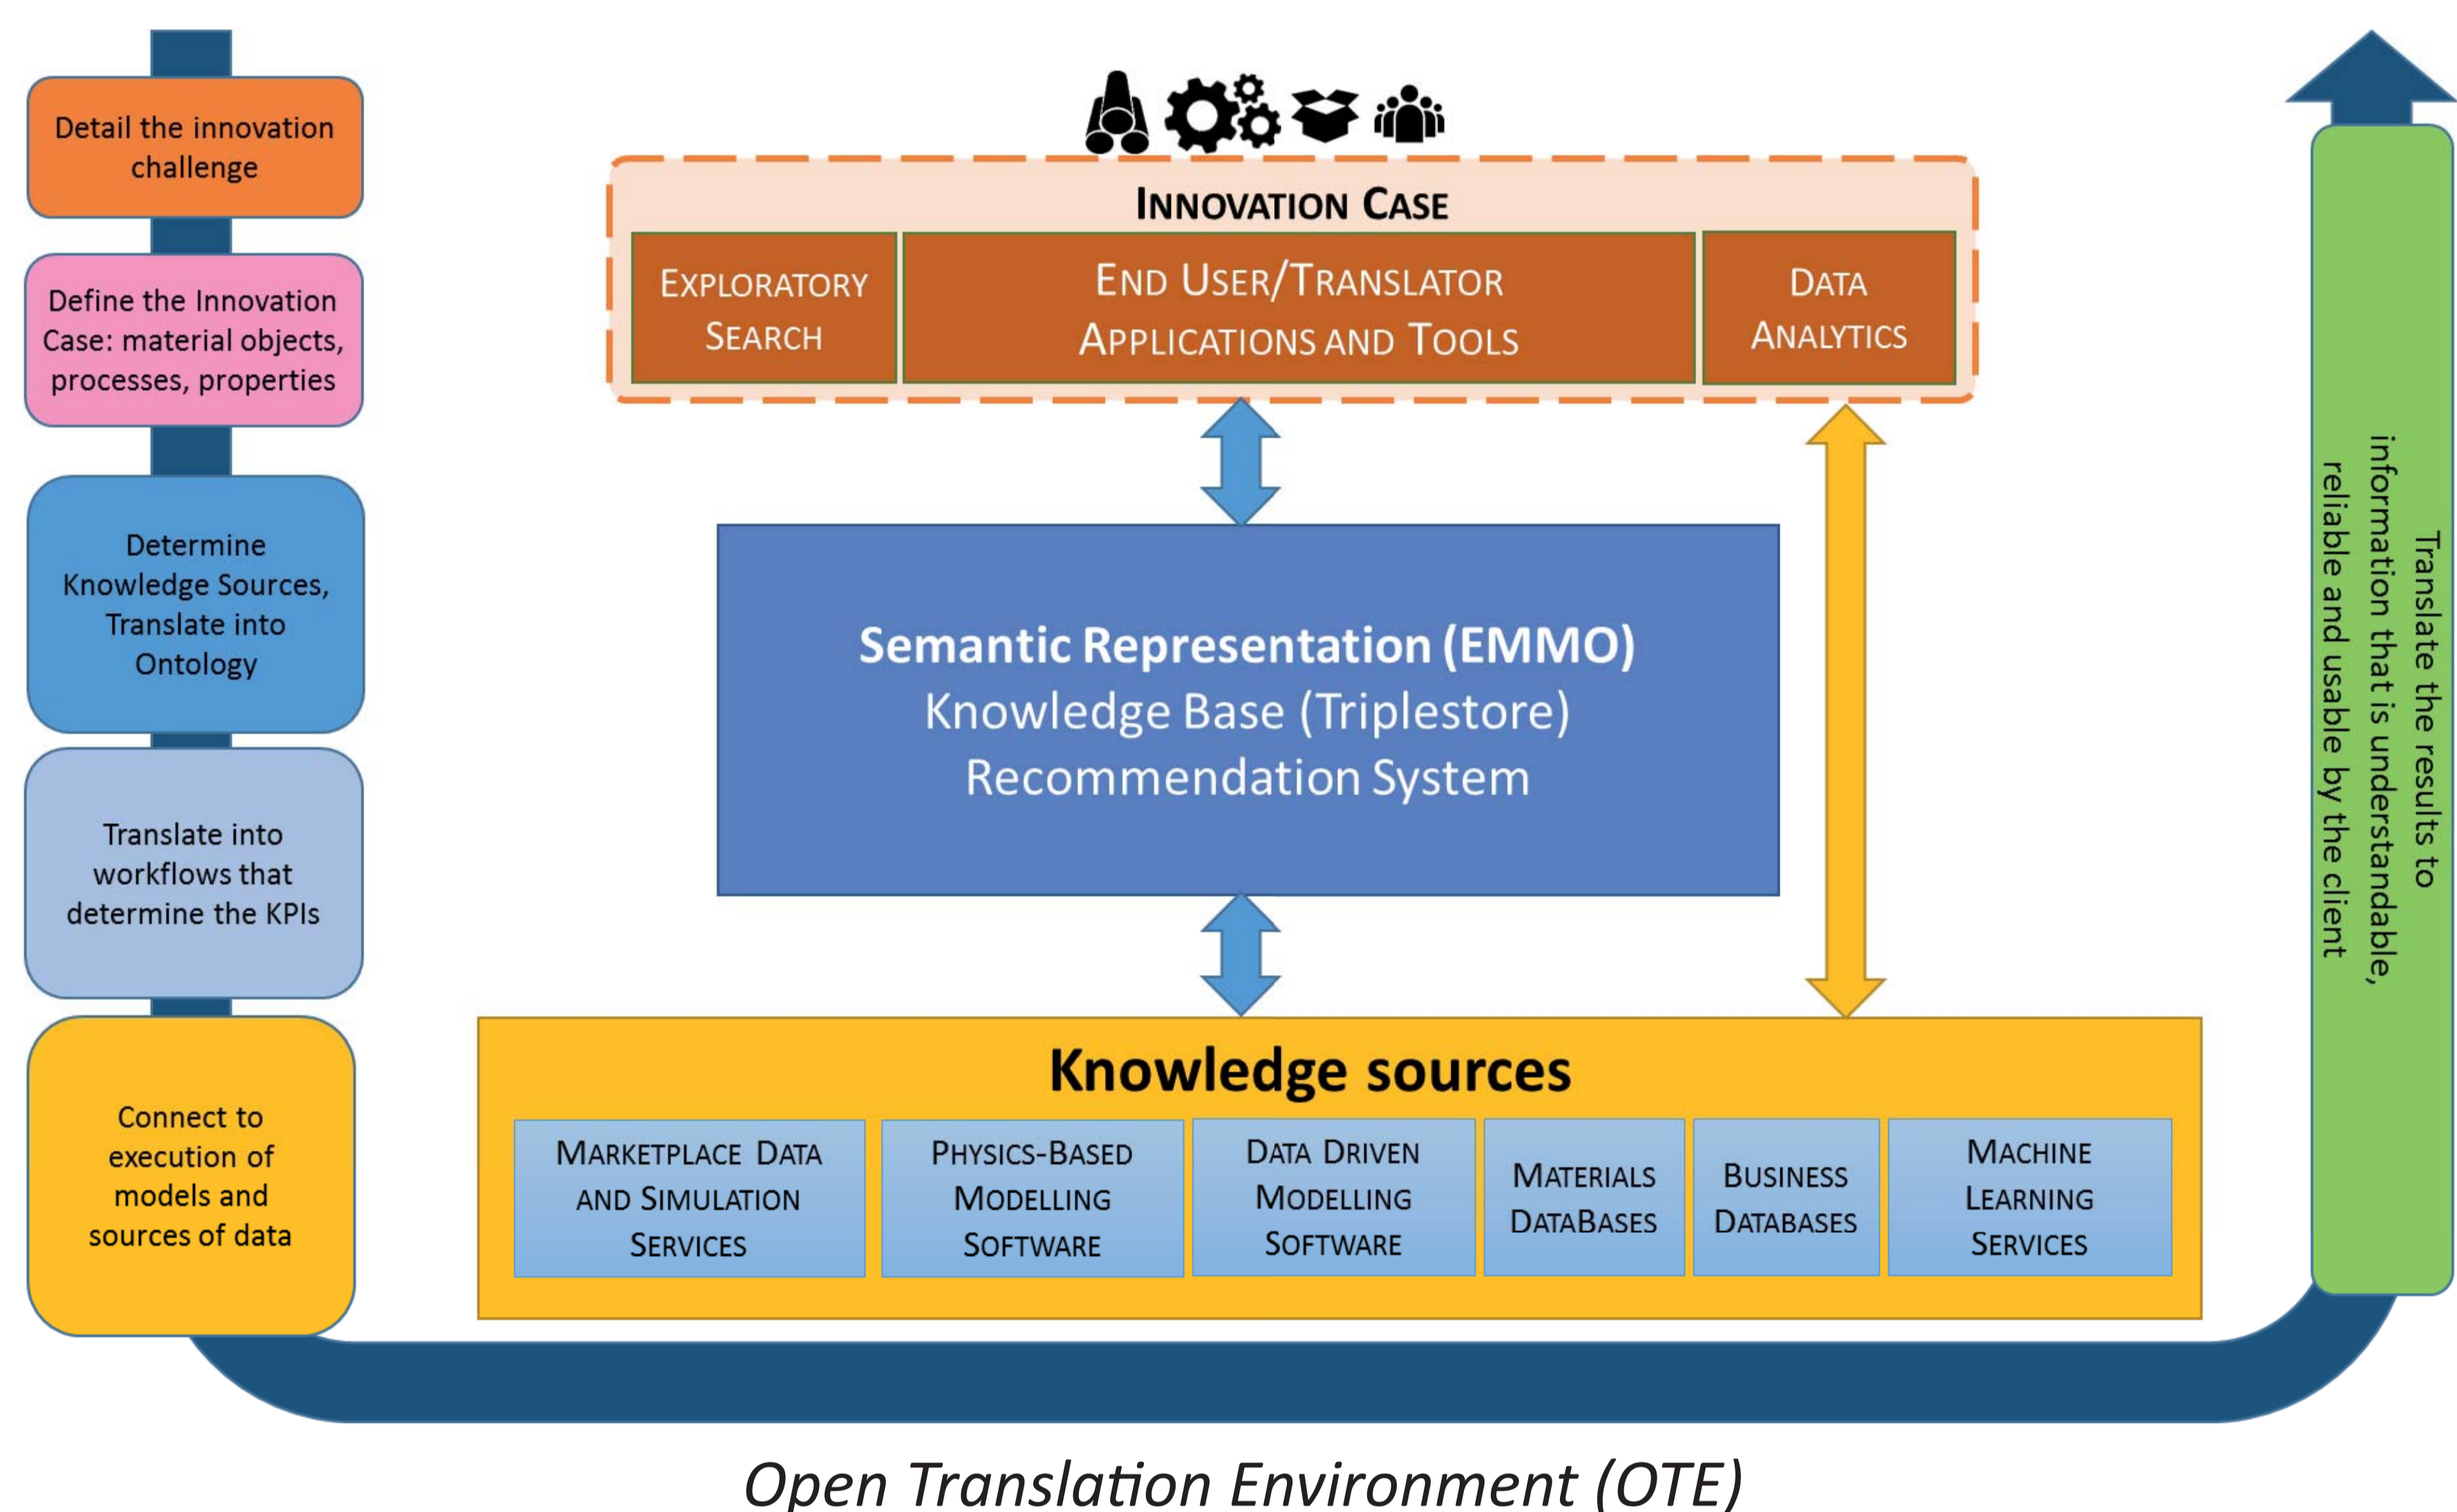 Detail the innovation
challenge
Define the Innovation
Case: material objects,
processes, properties
Determine
Knowledge Sources,
Translate into
Ontology
Translate into
workflows that
determine the KPIs
Connect to
execution of
models and
sources of data
INNOVATION CASE
EXPLORATORY
SEARCH
END USER/TRANSLATOR
APPLICATIONS AND TOOLS
DATA
ANALYTICS
Semantic Representation (EMMO)
Knowledge Base (Triplestore)
Recommendation System
Knowledge sources
MARKETPLACE DATA
AND SIMULATION
SERVICES
PHYSICS-BASED
MODELLING
SOFTWARE
DATA DRIVEN
MODELLING
SOFTWARE
MATERIALS
DATABASES
BUSINESS
DATABASES
MACHINE
LEARNING
SERVICES
Translate the results to
information that is understandable,
reliable and usable by the client
Open Translation Environment (OTE)